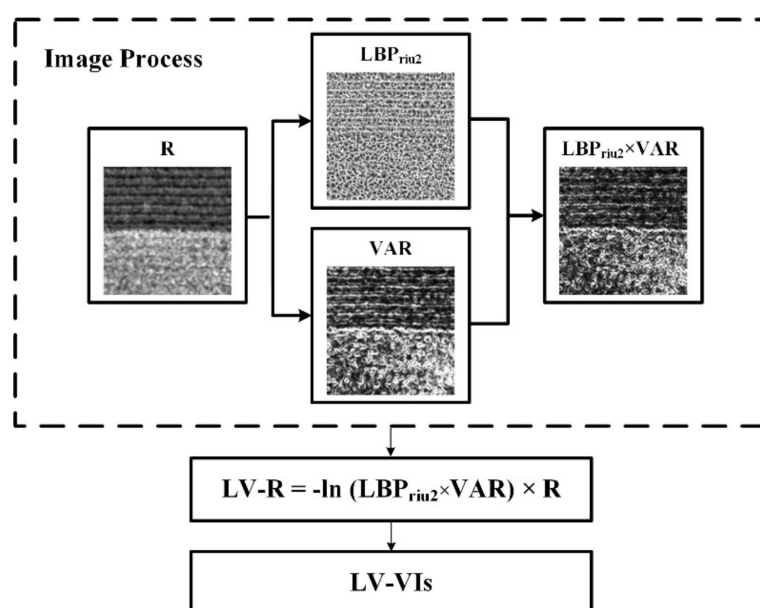 Image Process
R
LBPriu2
VAR
LBPriu2×VAR
LV-R = -ln (LBPriu2×VAR) × R
LV-VIs